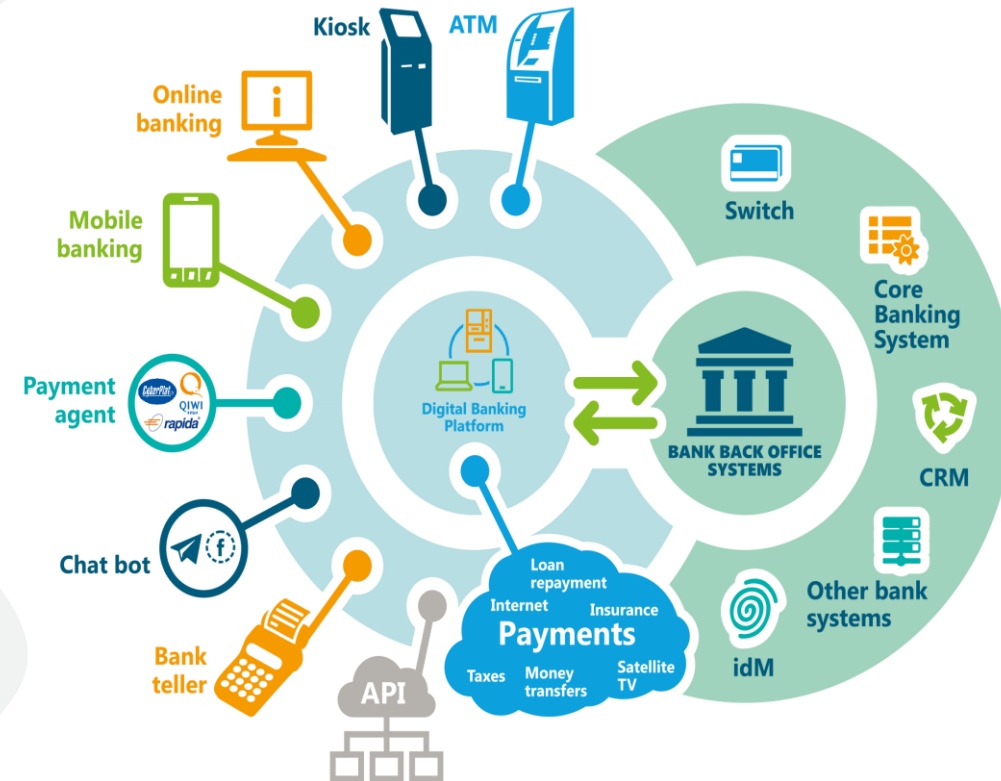 Kiosk
ATM
Online
banking
i
Mobile
banking
Payment
agent
CyberPlat
QIWI
rapida
Chat bot
f
Bank
teller
API
Digital Banking
Platform
Loan
repayment
Internet
Insurance
Payments
Taxes
Money
transfers
Satellite
TV
BANK BACK OFFICE
SYSTEMS
Switch
Core
Banking
System
CRM
Other bank
systems
idM